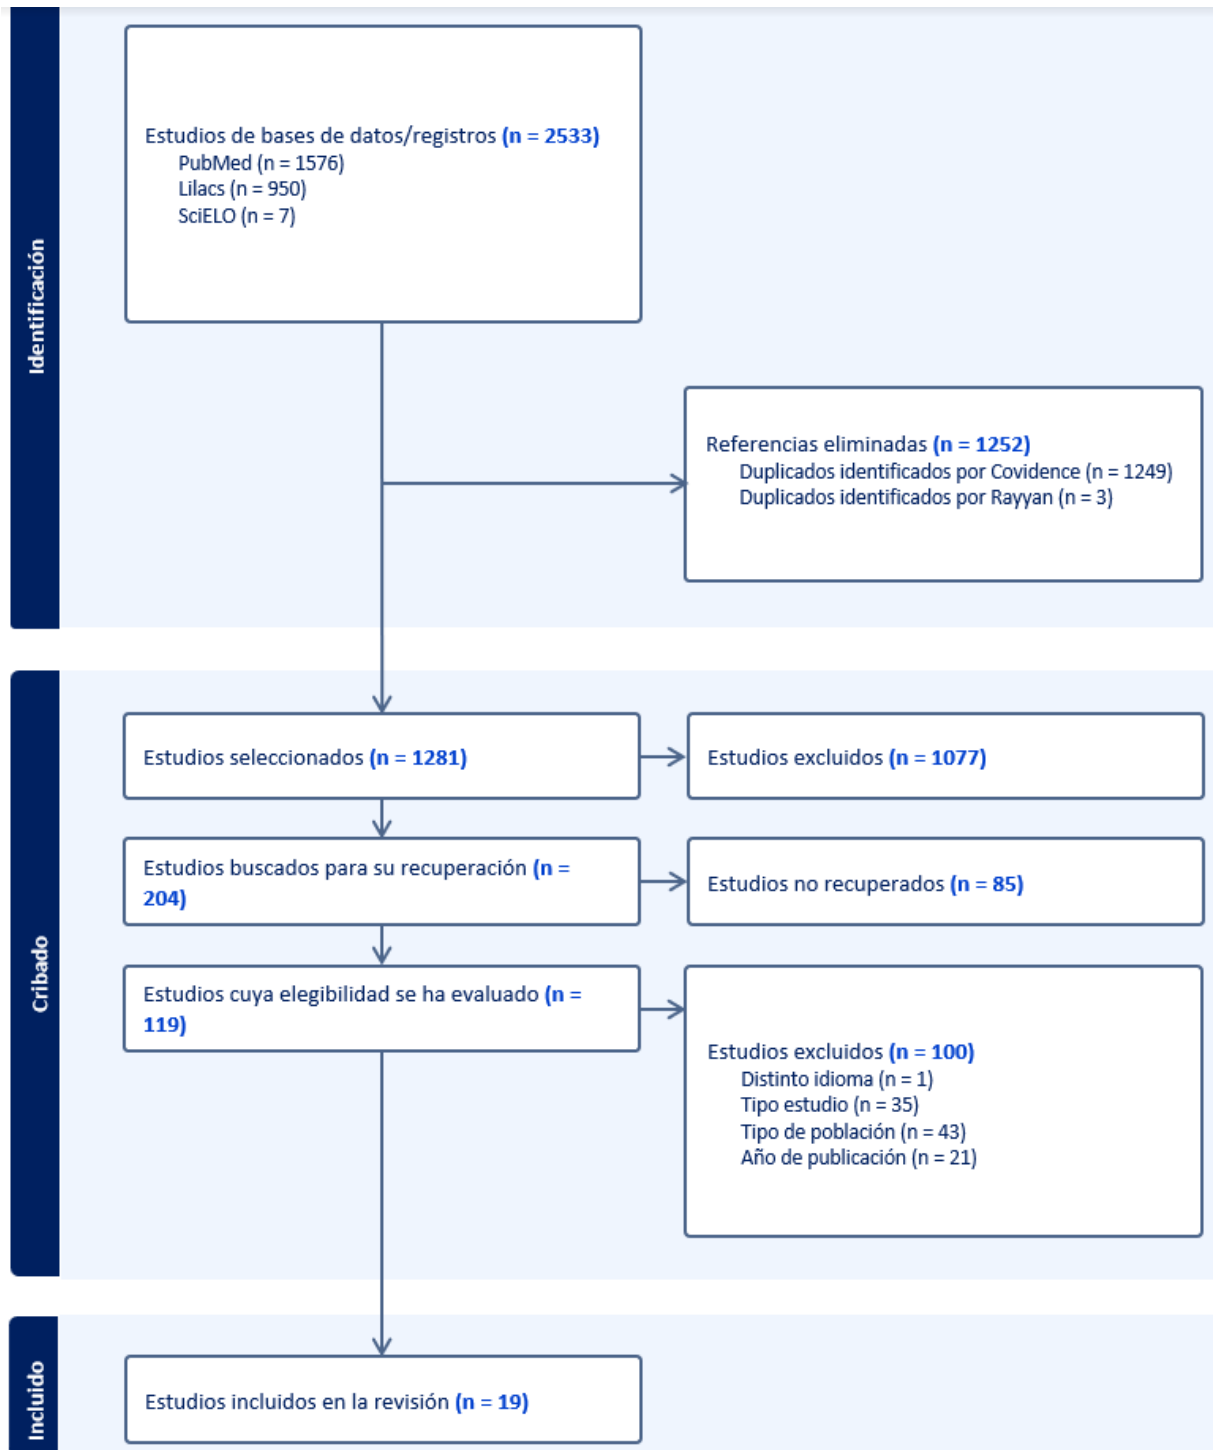 Identificación
Estudios de bases de datos/registros (n = 2533)
PubMed (n = 1576)
Lilacs (n = 950)
SciELO (n = 7)
Referencias eliminadas (n = 1252)
Duplicados identificados por Covidence (n = 1249)
Duplicados identificados por Rayyan (n = 3)
Cribado
Estudios seleccionados (n = 1281)
Estudios excluidos (n = 1077)
Estudios buscados para su recuperación (n =
204)
Estudios no recuperados (n = 85)
Estudios cuya elegibilidad se ha evaluado (n =
119)
Estudios excluidos (n = 100)
Distinto idioma (n = 1)
Tipo estudio (n = 35)
Tipo de población (n = 43)
Año de publicación (n = 21)
Incluido
Estudios incluidos en la revisión (n = 19)